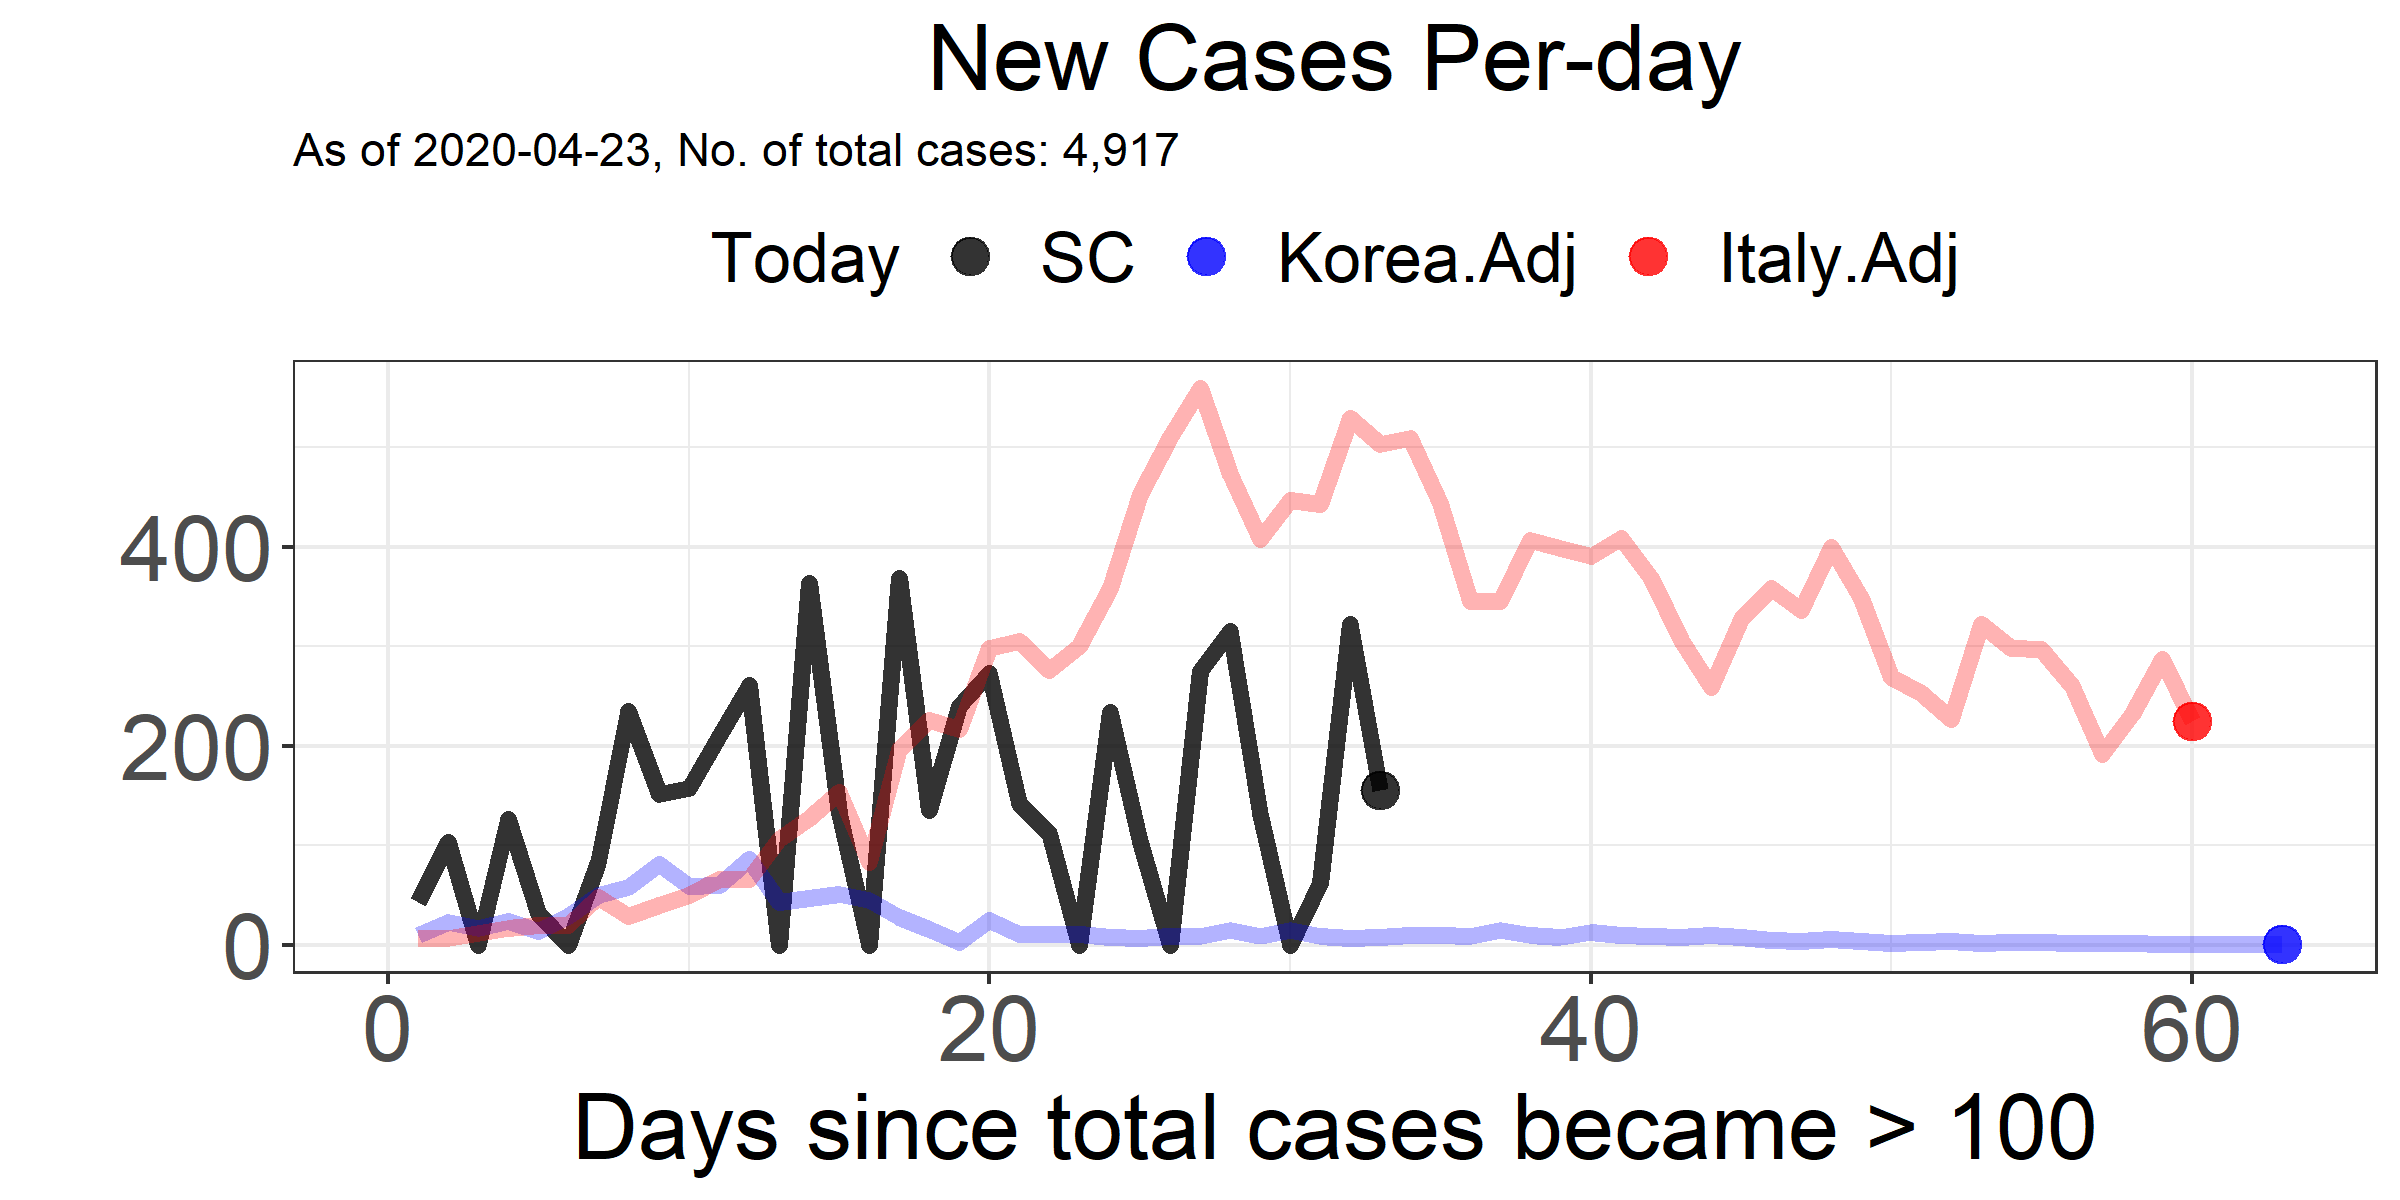 New Cases Per-day
As of 2020-04-23, No. of total cases: 4,917
Today SC Korea.Adj Italy.Adj
400
200
0
0 20 40 60
Days since total cases became > 100